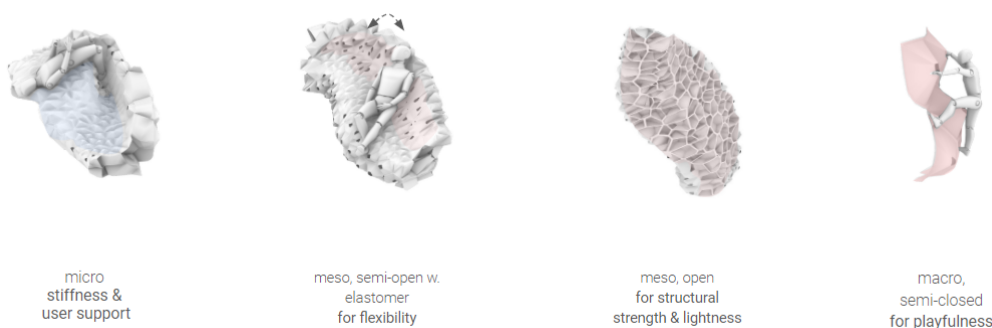 micro
stiffness &
user support
meso, semi-open w.
elastomer
for flexibility
meso, open
for structural
strength & lightness
macro,
semi-closed
for playfulness